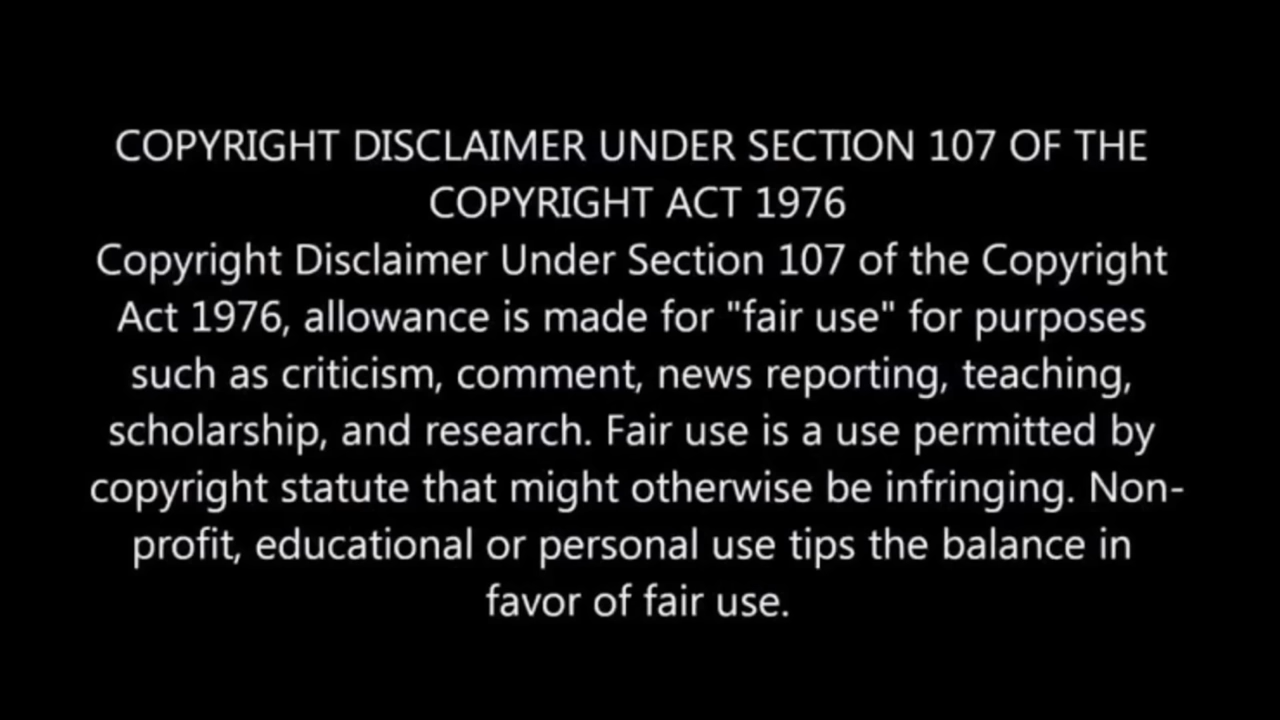 COPYRIGHT DISCLAIMER UNDER SECTION 107 OF THE
COPYRIGHT ACT 1976
Copyright Disclaimer Under Section 107 of the Copyright
Act 1976, allowance is made for "fair use" for purposes
such as criticism, comment, news reporting, teaching,
scholarship, and research. Fair use is a use permitted by
copyright statute that might otherwise be infringing. Non-
profit, educational or personal use tips the balance in
favor of fair use.